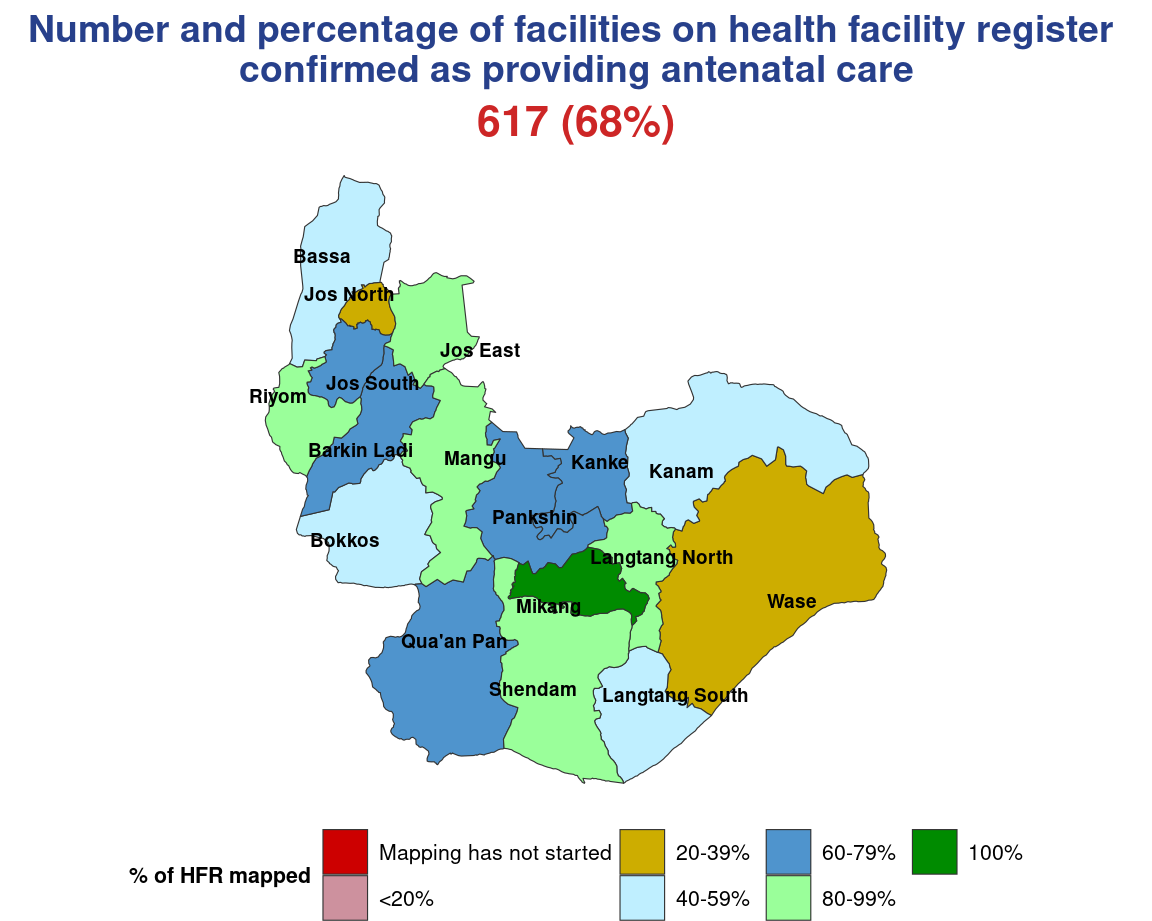 Number and percentage of facilities on health facility register
confirmed as providing antenatal care
617 (68%)
Bassa
Jos North
Jos East
Jos South
Riyom
Barkin Ladi
Mangu
Kanke
Kanam
Pankshin
Bokkos
Langtang North
Mikang
Wase
Qua'an Pan
Shendam
Langtang South
% of HFR mapped
Mapping has not started
<20%
20-39%
40-59%
60-79%
80-99%
100%